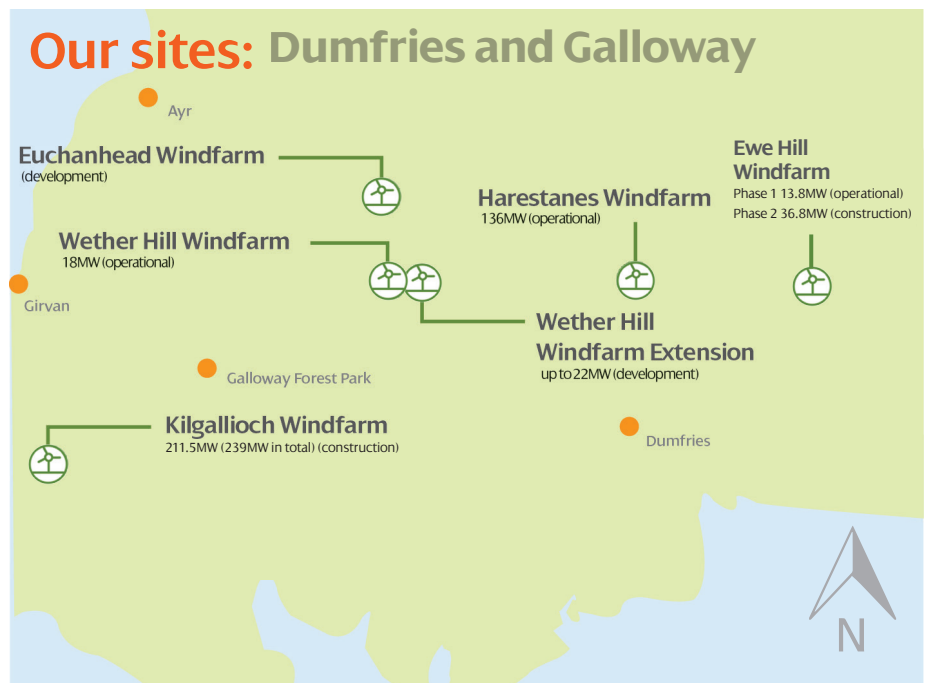 Our sites: Dumfries and Galloway
Ayr
Euchanhead Windfarm
(development)
Ewe Hill
Windfarm
Phase 1 13.8MW (operational)
Phase 2 36.8MW (construction)
Harestanes Windfarm
136MW (operational)
Wether Hill Windfarm
18MW (operational)
Girvan
Wether Hill
Windfarm Extension
up to 22MW (development)
Galloway Forest Park
Kilgallioch Windfarm
211.5MW (239MW in total) (construction)
Dumfries
N